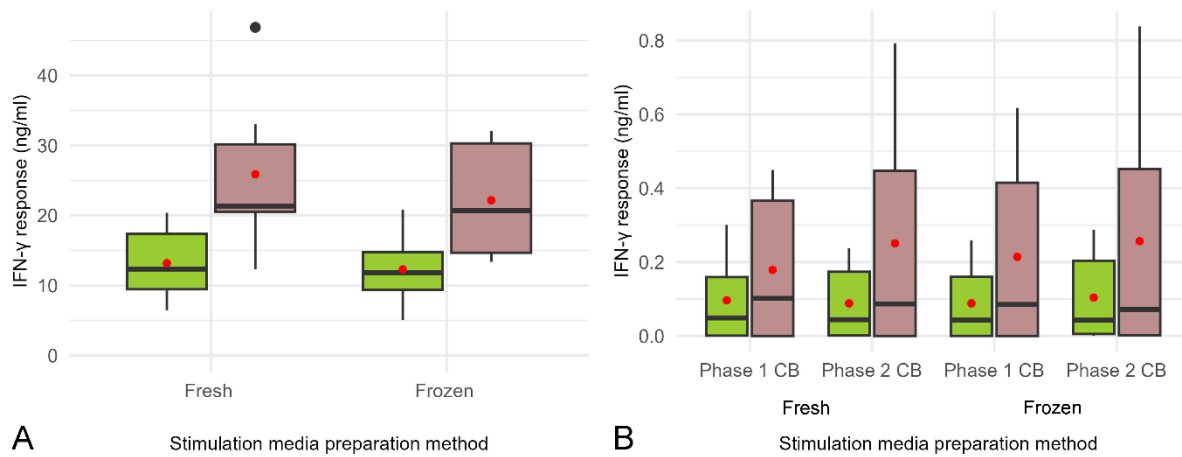 IFN-γ response (ng/ml)
40
30
20
10
0
Fresh
Frozen
A
Stimulation media preparation method
IFN-γ response (ng/ml)
0.8
0.6
0.4
0.2
0.0
Phase 1 CB
Phase 2 CB
Phase 1 CB
Phase 2 CB
Fresh
Frozen
B
Stimulation media preparation method